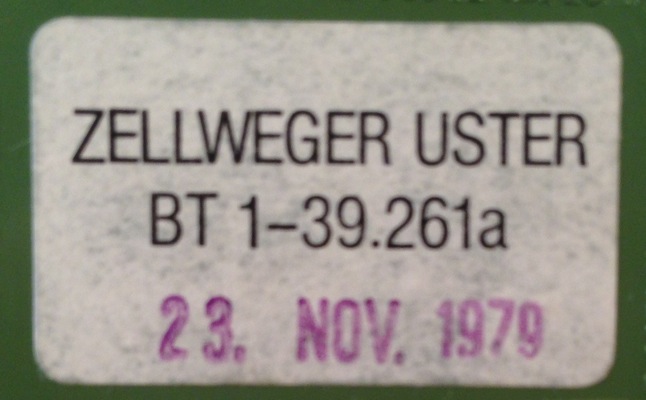 ZELLWEGER USTER
BT 1-39.261a
23. NOV. 1979